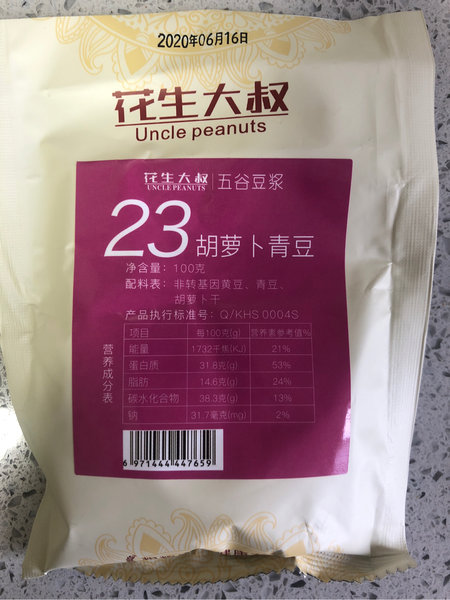 2020年06月16日
花生大叔
Uncle peanuts
花生大叔 五谷豆浆
UNCLE PEANUTS
23 胡萝卜青豆
净含量：100克
配料表：非转基因黄豆、青豆、
胡萝卜干
产品执行标准号：Q/KHS 0004S
营养成分表
项目 每100克(g) 营养素参考值%
能量 1732千焦(KJ) 21%
蛋白质 31.8克(g) 53%
脂肪 14.6克(g) 24%
碳水化合物 38.3克(g) 13%
钠 31.7毫克(mg) 2%
6 971444 447659